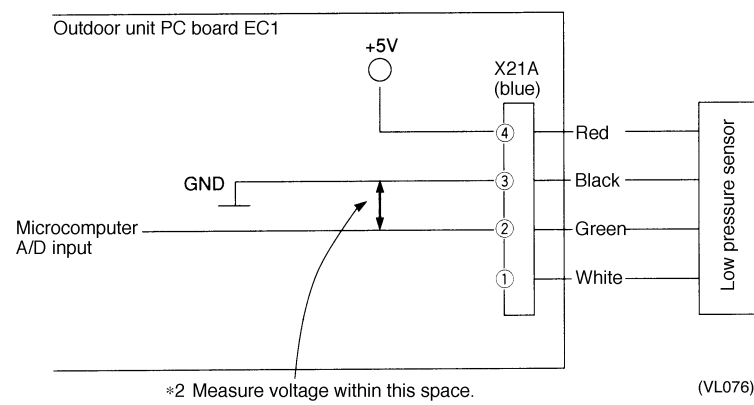 Outdoor unit PC board EC1
+5V
X21A
(blue)
④ Red
GND
③ Black
Microcomputer
A/D input
② Green
① White
Low pressure sensor
*2 Measure voltage within this space.
(VL076)